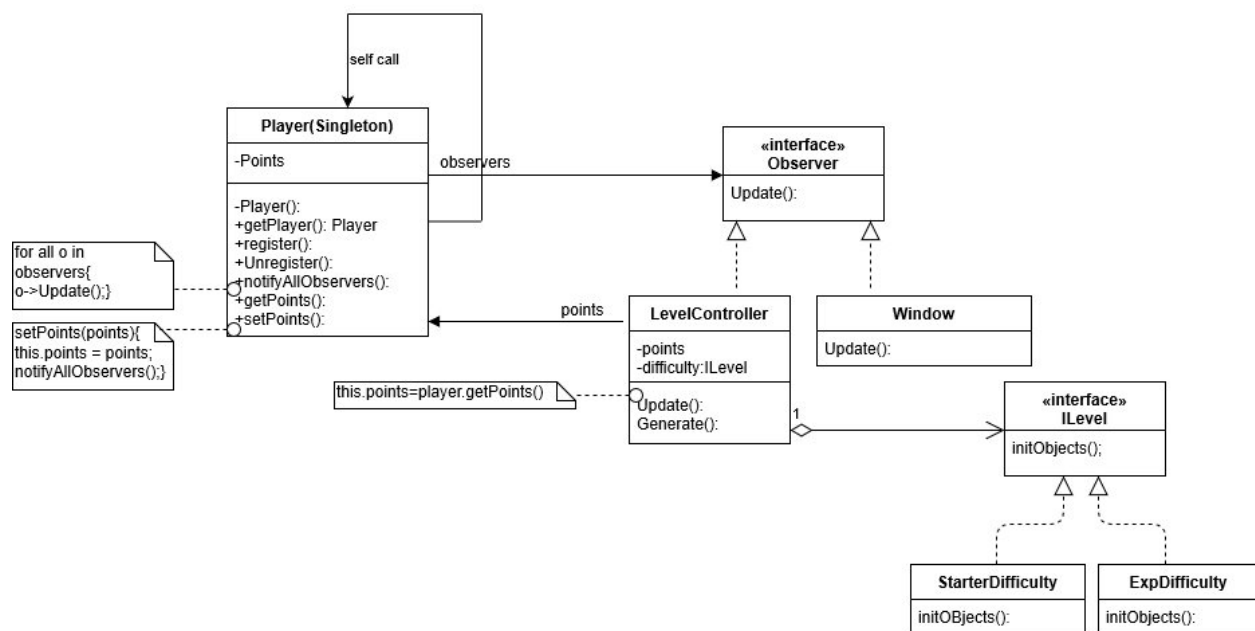 self call
Player(Singleton)
-Points
-Player():
+getPlayer(): Player
+register():
+Unregister():
+notifyAllObservers():
+getPoints():
+setPoints():
observers
«interface»
Observer
Update():
for all o in
observers{
o->Update();}
setPoints(points){
this.points = points;
notifyAllObservers();}
points
LevelController
-points
-difficulty:ILevel
Update():
Generate():
Window
Update():
this.points=player.getPoints()
1
«interface»
ILevel
initObjects();
StarterDifficulty
initOBjects():
ExpDifficulty
initObjects():